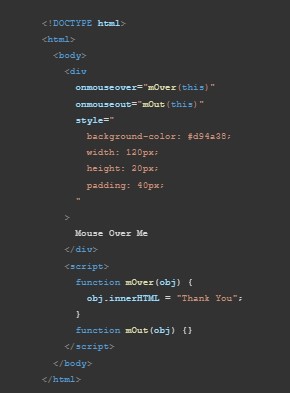 <!DOCTYPE html>
<html>
<body>
<div
onmouseover="mOver(this)"
onmouseout="mOut(this)"
style="
background-color: #d94a38;
width: 120px;
height: 20px;
padding: 40px;
"
>
Mouse Over Me
</div>
<script>
function mOver(obj) {
obj.innerHTML = "Thank You";
}
function mOut(obj) {}
</script>
</body>
</html>